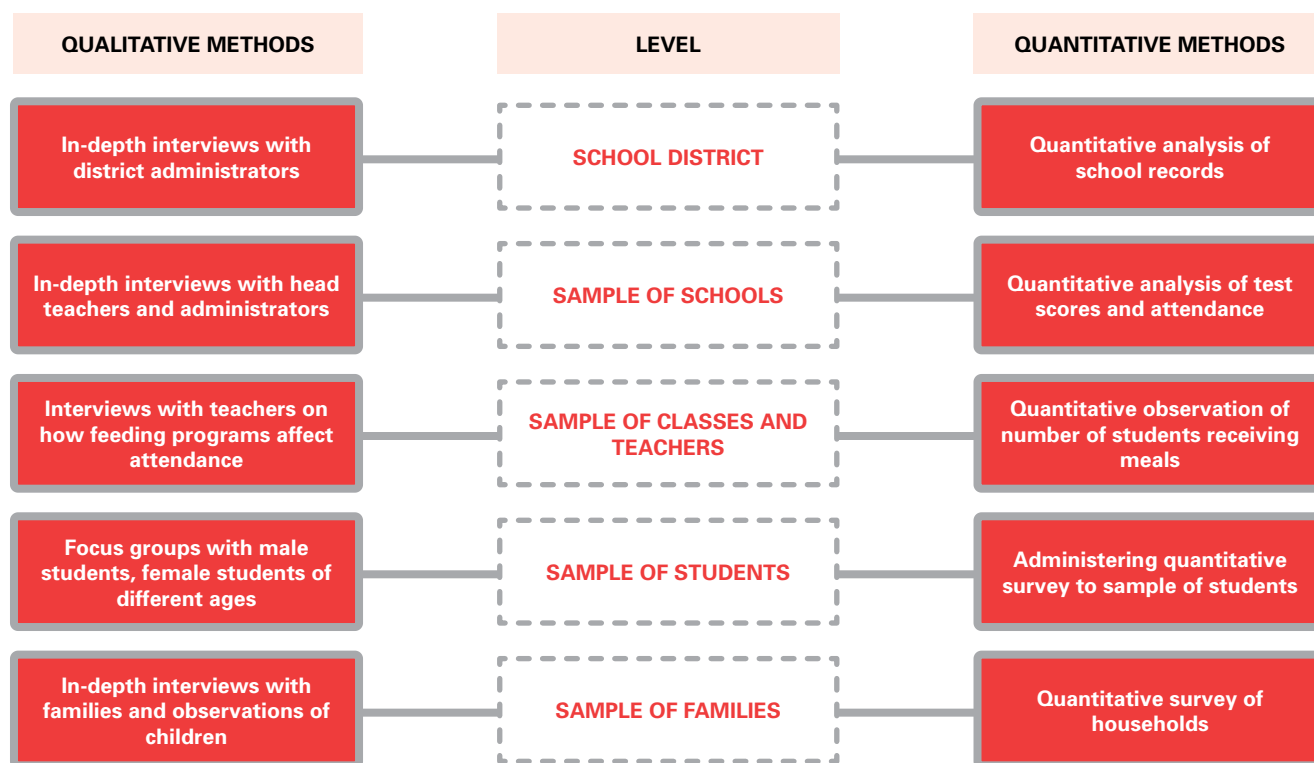 QUALITATIVE METHODS
LEVEL
QUANTITATIVE METHODS
In-depth interviews with
district administrators
SCHOOL DISTRICT
Quantitative analysis of
school records
In-depth interviews with head
teachers and administrators
SAMPLE OF SCHOOLS
Quantitative analysis of test
scores and attendance
Interviews with teachers on
how feeding programs affect
attendance
SAMPLE OF CLASSES AND
TEACHERS
Quantitative observation of
number of students receiving
meals
Focus groups with male
students, female students of
different ages
SAMPLE OF STUDENTS
Administering quantitative
survey to sample of students
In-depth interviews with
families and observations of
children
SAMPLE OF FAMILIES
Quantitative survey of
households